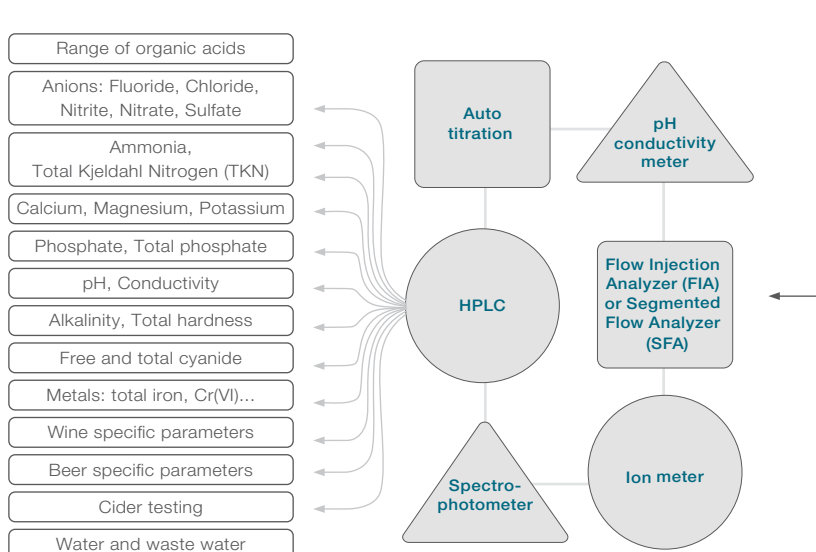 Range of organic acids
Anions: Fluoride, Chloride,
Nitrite, Nitrate, Sulfate
Ammonia,
Total Kjeldahl Nitrogen (TKN)
Calcium, Magnesium, Potassium
Phosphate, Total phosphate
pH, Conductivity
Alkalinity, Total hardness
Free and total cyanide
Metals: total iron, Cr(VI)...
Wine specific parameters
Beer specific parameters
Cider testing
Water and waste water
Auto
titration
pH
conductivity
meter
HPLC
Flow Injection
Analyzer (FIA)
or Segmented
Flow Analyzer
(SFA)
Spectro-
photometer
Ion meter